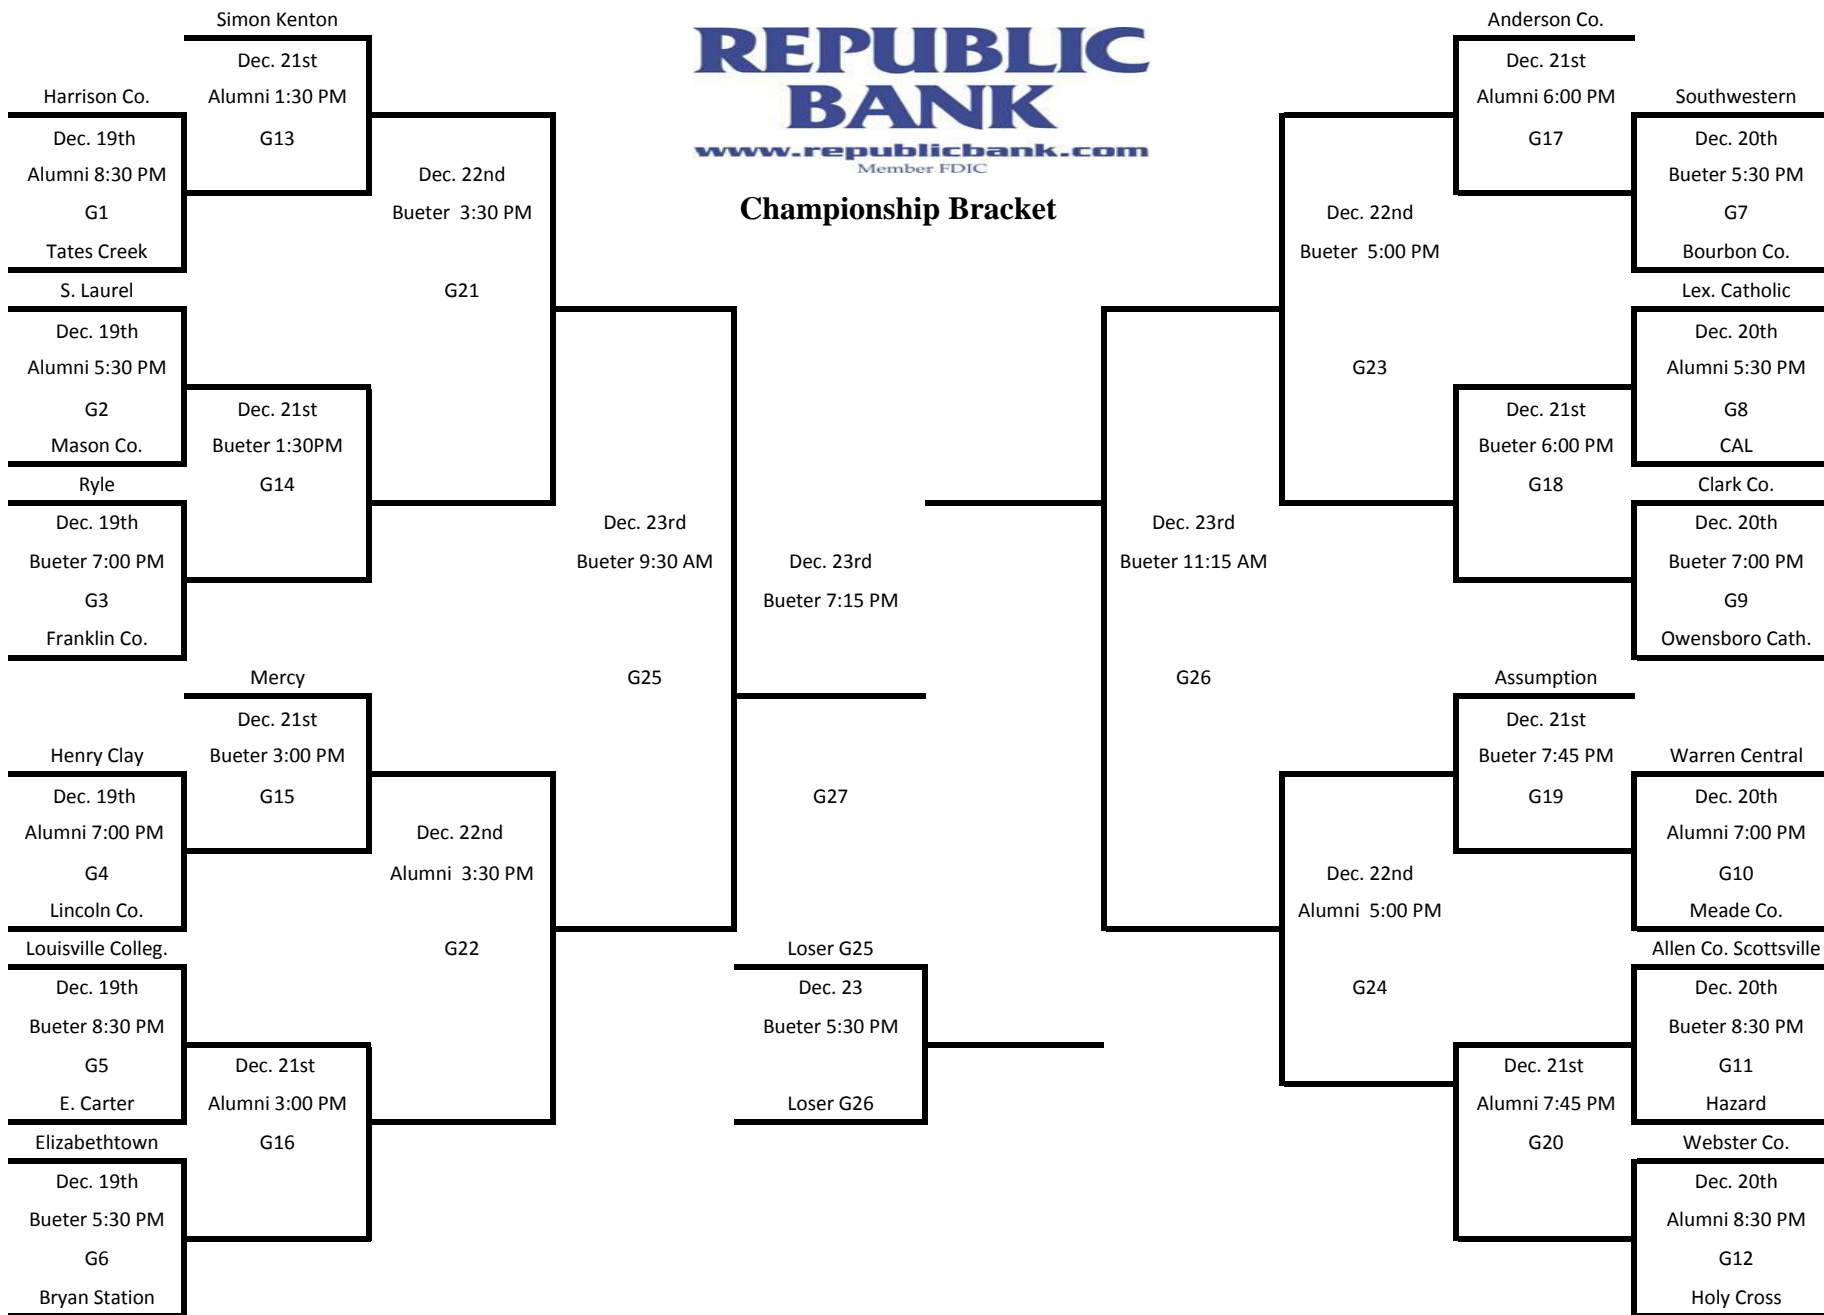 Simon Kenton
Dec. 21st
Alumni 1:30 PM
G13
Harrison Co.
Dec. 19th
Alumni 8:30 PM
G1
Tates Creek
S. Laurel
Dec. 19th
Alumni 5:30 PM
G2
Mason Co.
Dec. 21st
Bueter 1:30PM
G14
Ryle
Dec. 19th
Bueter 7:00 PM
G3
Franklin Co.
Dec. 22nd
Bueter 3:30 PM
G21
Mercy
Dec. 21st
Bueter 3:00 PM
G15
Henry Clay
Dec. 19th
Alumni 7:00 PM
G4
Lincoln Co.
Louisville Colleg.
Dec. 19th
Bueter 8:30 PM
G5
E. Carter
Dec. 21st
Alumni 3:00 PM
G16
Elizabethtown
Dec. 19th
Bueter 5:30 PM
G6
Bryan Station
Dec. 22nd
Alumni 3:30 PM
G22
Dec. 23rd
Bueter 9:30 AM
G25
REPUBLIC
BANK
www.republicbank.com
Member FDIC
Championship Bracket
Dec. 23rd
Bueter 7:15 PM
G27
Loser G25
Dec. 23
Bueter 5:30 PM
Loser G26
Dec. 23rd
Bueter 11:15 AM
G26
Dec. 22nd
Bueter 5:00 PM
G23
Dec. 22nd
Alumni 5:00 PM
G24
Anderson Co.
Dec. 21st
Alumni 6:00 PM
G17
Southwestern
Dec. 20th
Bueter 5:30 PM
G7
Bourbon Co.
Lex. Catholic
Dec. 20th
Alumni 5:30 PM
G8
CAL
Dec. 21st
Bueter 6:00 PM
G18
Clark Co.
Dec. 20th
Bueter 7:00 PM
G9
Owensboro Cath.
Assumption
Dec. 21st
Bueter 7:45 PM
G19
Warren Central
Dec. 20th
Alumni 7:00 PM
G10
Meade Co.
Allen Co. Scottsville
Dec. 20th
Bueter 8:30 PM
G11
Hazard
Dec. 21st
Alumni 7:45 PM
G20
Webster Co.
Dec. 20th
Alumni 8:30 PM
G12
Holy Cross